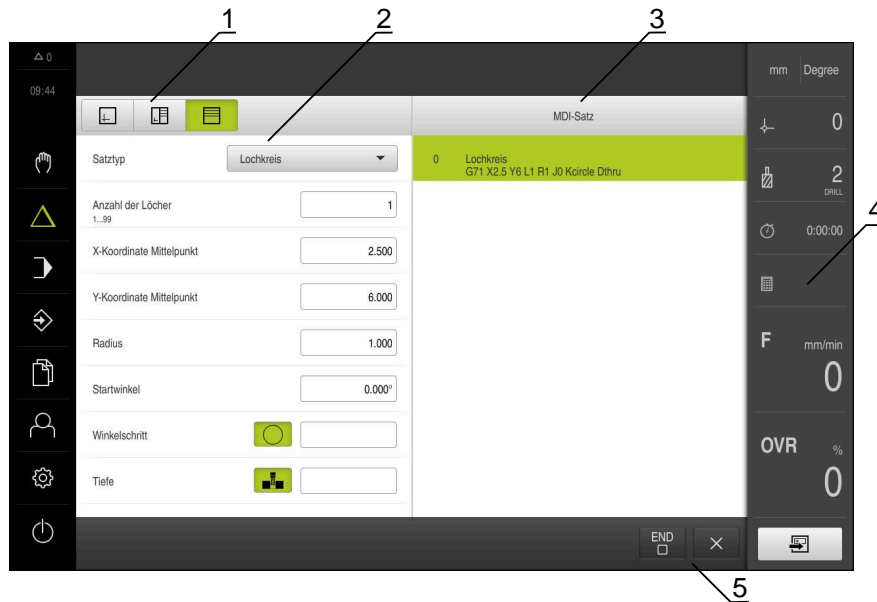 1
2
3
0
09:44
mm Degree
MDI-Satz
0
Satztyp Lochkreis
0 Lochkreis
G71 X2.5 Y6 L1 R1 J0 Kcircle Dthru
2
DRILL
Anzahl der Löcher 1
1...99
4
0:00:00
X-Koordinate Mittelpunkt 2.500
Y-Koordinate Mittelpunkt 6.000
Radius 1.000
F mm/min
0
Startwinkel 0.000°
Winkelschritt
OVR %
0
Tiefe
END
5